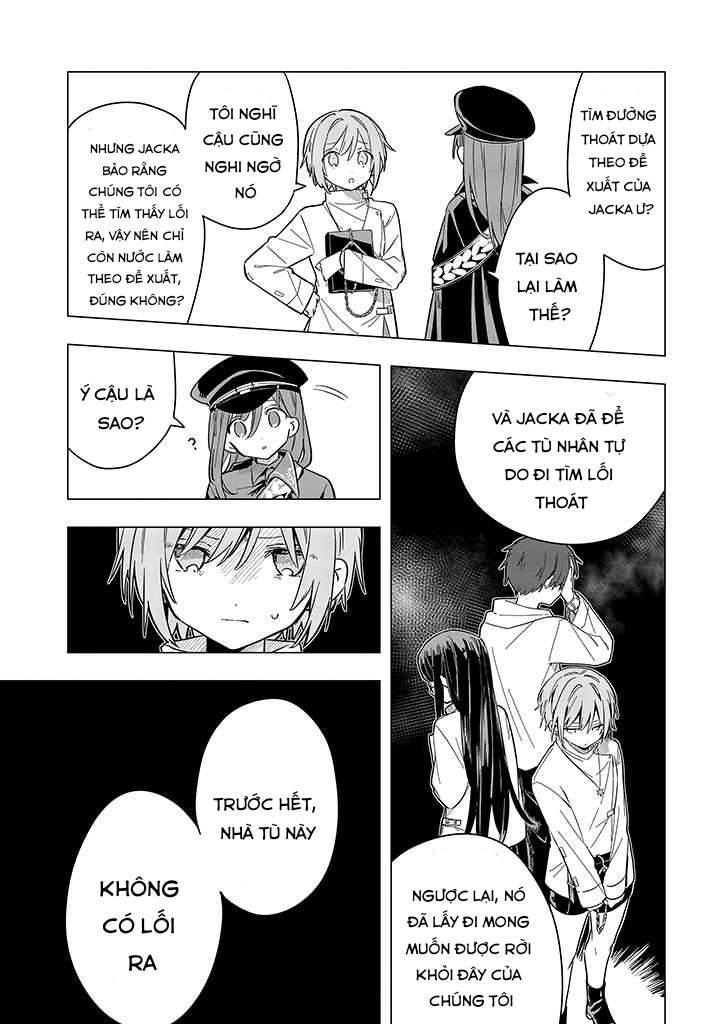 TÌM ĐƯỜNG
THOÁT DỰA
THEO ĐỀ
XUẤT CỦA
JACKA Ư?
TẠI SAO
LẠI LÀM
THẾ?
TÔI NGHĨ
CẬU CŨNG
NGHI NGỜ
NÓ
NHƯNG JACKA
BẢO RẰNG
CHÚNG TÔI CÓ
THỂ TÌM THẤY LỐI
RA, VẬY NÊN CHỈ
CÒN NƯỚC LÀM
THEO ĐỀ XUẤT,
ĐÚNG KHÔNG?
Ý CẬU LÀ
SAO?
?
VÀ JACKA ĐÃ ĐỂ
CÁC TÙ NHÂN TỰ
DO ĐI TÌM LỐI
THOÁT
NGƯỢC LẠI, NÓ
ĐÃ LẤY ĐI MONG
MUỐN ĐƯỢC RỜI
KHỎI ĐÂY CỦA
CHÚNG TÔI
TRƯỚC HẾT,
NHÀ TÙ NÀY
KHÔNG
CÓ LỐI
RA